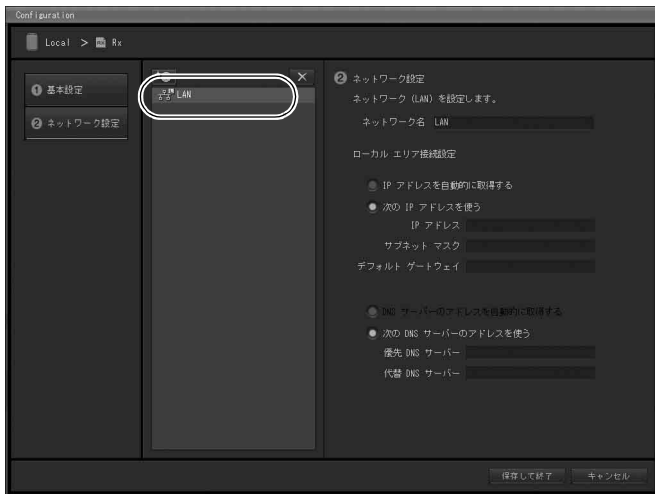 Configuration
Local > Rx
1 基本設定
2 ネットワーク設定
LAN
2 ネットワーク設定
ネットワーク (LAN) を設定します。
ネットワーク名 LAN
ローカル エリア接続設定
IP アドレスを自動的に取得する
次の IP アドレスを使う
IP アドレス
サブネット マスク
デフォルト ゲートウェイ
DNS サーバーのアドレスを自動的に取得する
次の DNS サーバーのアドレスを使う
優先 DNS サーバー
代替 DNS サーバー
保存して終了
キャンセル